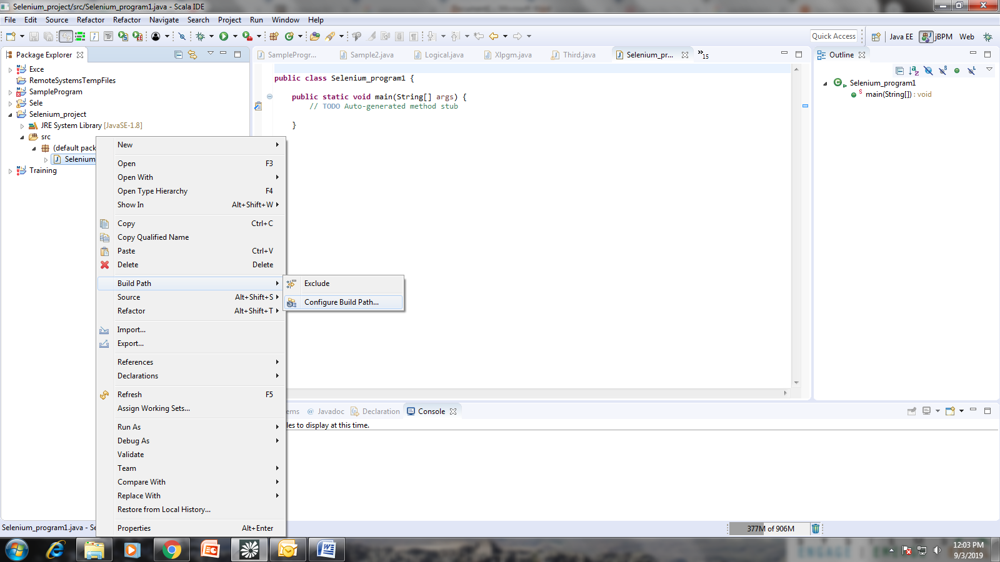 Selenium_project/src/Selenium_program1.java - Scala IDE
File Edit Source Refactor Refactor Navigate Search Project Run Window Help
Quick Access Java EE jBPM Web
Package Explorer
Exce
RemoteSystemsTempFiles
SampleProgram
Sele
Selenium_project
JRE System Library [JavaSE-1.8]
src
(default pack
Selenium
Training
New
Open F3
Open With
Open Type Hierarchy F4
Show In Alt+Shift+W
Copy Ctrl+C
Copy Qualified Name
Paste Ctrl+V
Delete Delete
Build Path
Source Alt+Shift+S
Refactor Alt+Shift+T
Import...
Export...
References
Declarations
Refresh F5
Assign Working Sets...
Run As
Debug As
Validate
Team
Compare With
Replace With
Restore from Local History...
Properties Alt+Enter
Exclude
Configure Build Path...
SampleProgr... Sample2.java Logical.java Xlpgm.java Third.java Selenium_pr... »15
public class Selenium_program1 {
public static void main(String[] args) {
// TODO Auto-generated method stub
}
Outline
Selenium_program1
main(String[]) : void
ems @ Javadoc Declaration Console
les to display at this time.
Selenium_program1.java - Se
377M of 906M
12:03 PM
9/3/2019